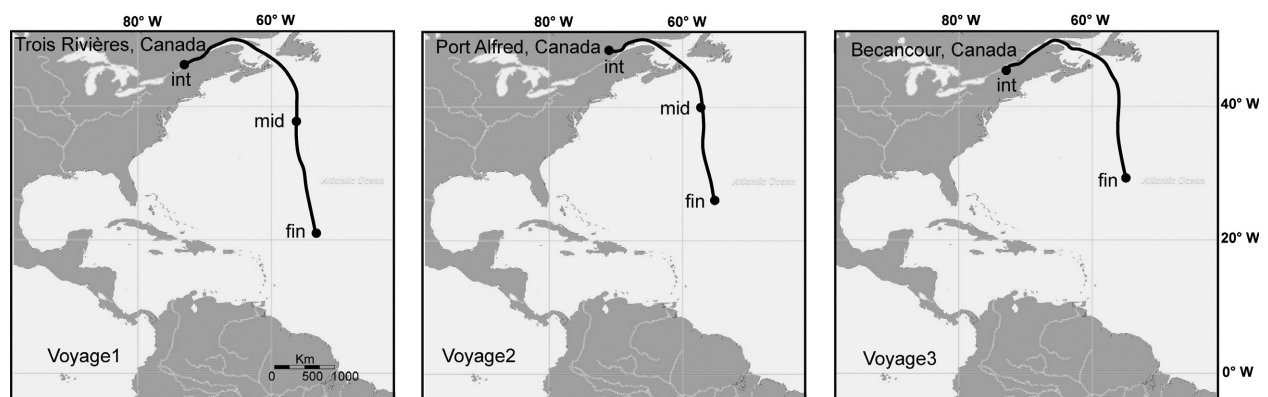 80° W 60° W 80° W 60° W 80° W 60° W
Trois Rivières, Canada
int
mid
fin
Atlantic Ocean
Voyage1
Km
0 500 1000
Port Alfred, Canada
int
mid
fin
Atlantic Ocean
Voyage2
Becancour, Canada
int
fin
Atlantic Ocean
Voyage3
40° W
20° W
0° W